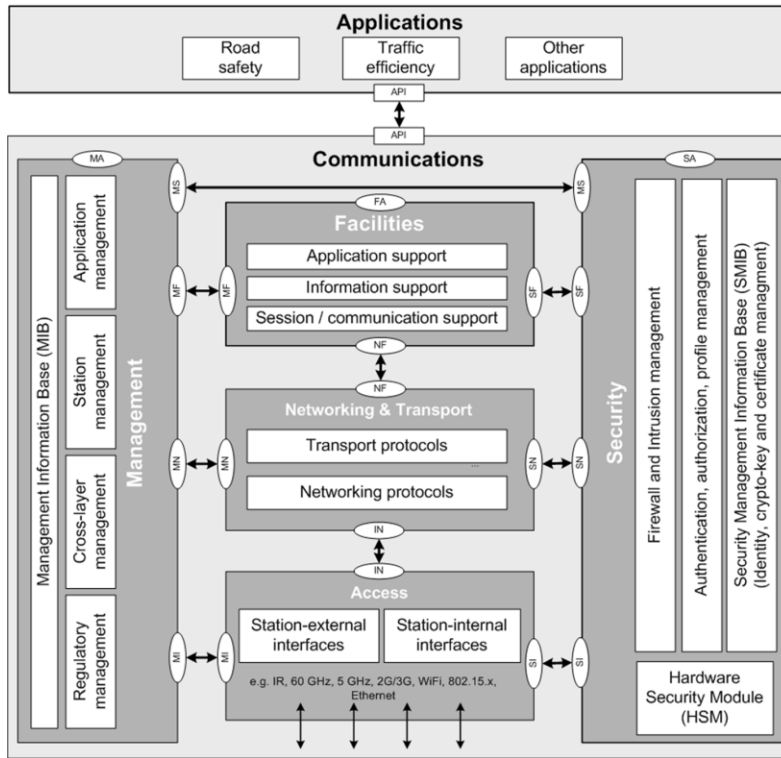 Applications
Road
safety
Traffic
efficiency
Other
applications
API
API
Communications
MA
Management Information Base (MIB)
Application
management
Station
management
Cross-layer
management
Regulatory
management
Management
MS
MF
MN
MI
FA
Facilities
Application support
Information support
Session / communication support
MF
SF
NF
NF
Networking & Transport
Transport protocols
...
Networking protocols
MN
SN
IN
IN
Access
Station-external
interfaces
Station-internal
interfaces
e.g. IR, 60 GHz, 5 GHz, 2G/3G, WiFi, 802.15.x,
Ethernet
MI
SI
SA
MS
SF
SN
SI
Security
Firewall and Intrusion management
Authentication, authorization, profile management
Security Management Information Base (SMIB)
(Identity, crypto-key and certificate managment)
Hardware
Security Module
(HSM)